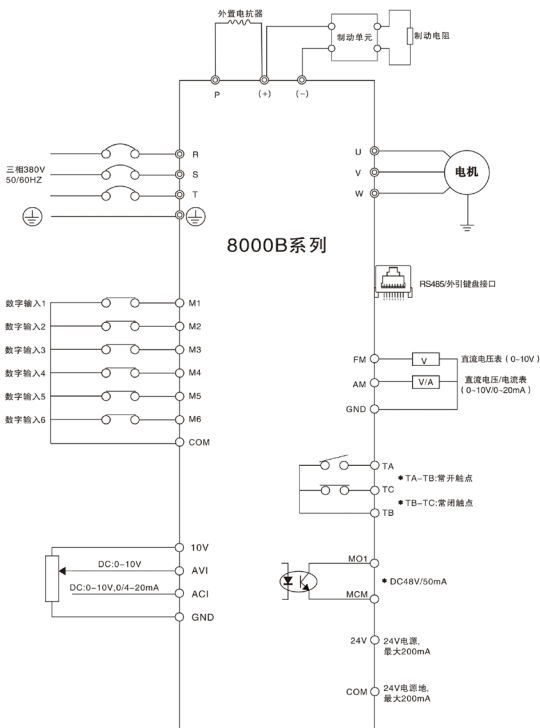 外置电抗器
制动单元
制动电阻
P
(+)
(-)
三相380V
50/60HZ
R
S
T
U
V
W
电机
8000B系列
RS485/外引键盘接口
数字输入1
M1
数字输入2
M2
数字输入3
M3
数字输入4
M4
数字输入5
M5
数字输入6
M6
COM
FM
V
直流电压表（0~10V）
AM
V/A
直流电压/电流表
（0~10V/0~20mA）
GND
TA
＊TA-TB:常开触点
TC
＊TB-TC:常闭触点
TB
10V
DC:0~10V
AVI
DC:0~10V,0/4~20mA
ACI
GND
MO1
＊DC48V/50mA
MCM
24V
24V电源,
最大200mA
COM
24V电源地,
最大200mA